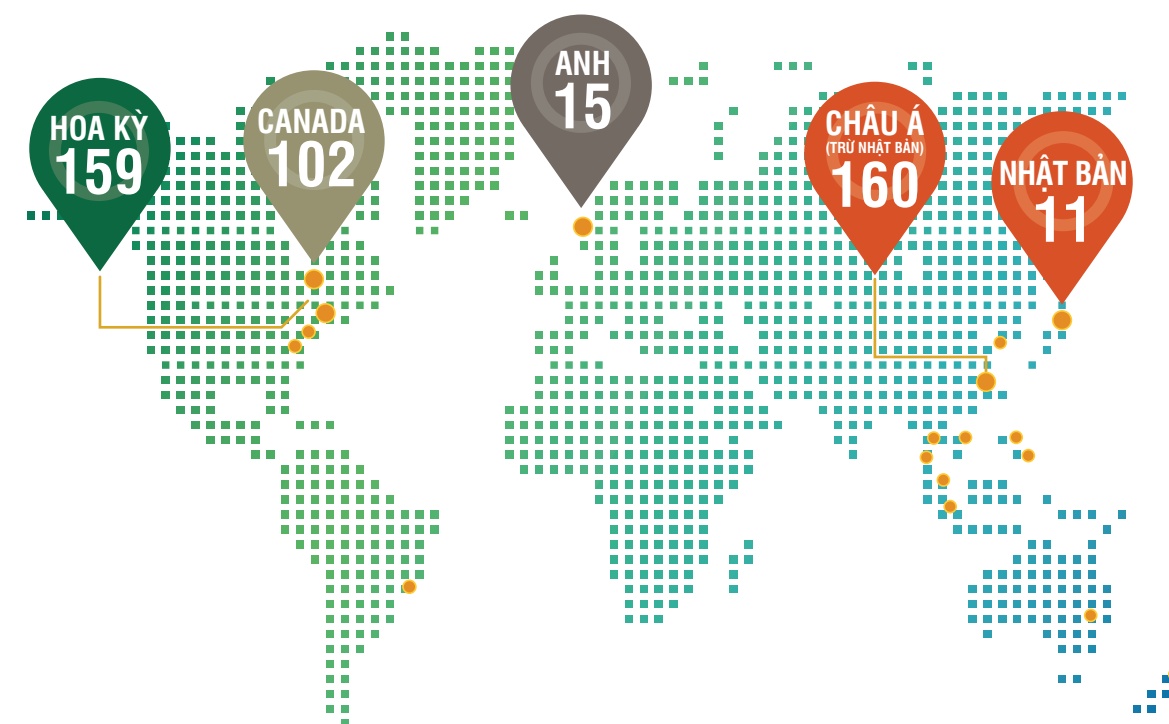 HOA KỲ
159
CANADA
102
ANH
15
CHÂU Á
(TRỪ NHẬT BẢN)
160
NHẬT BẢN
11